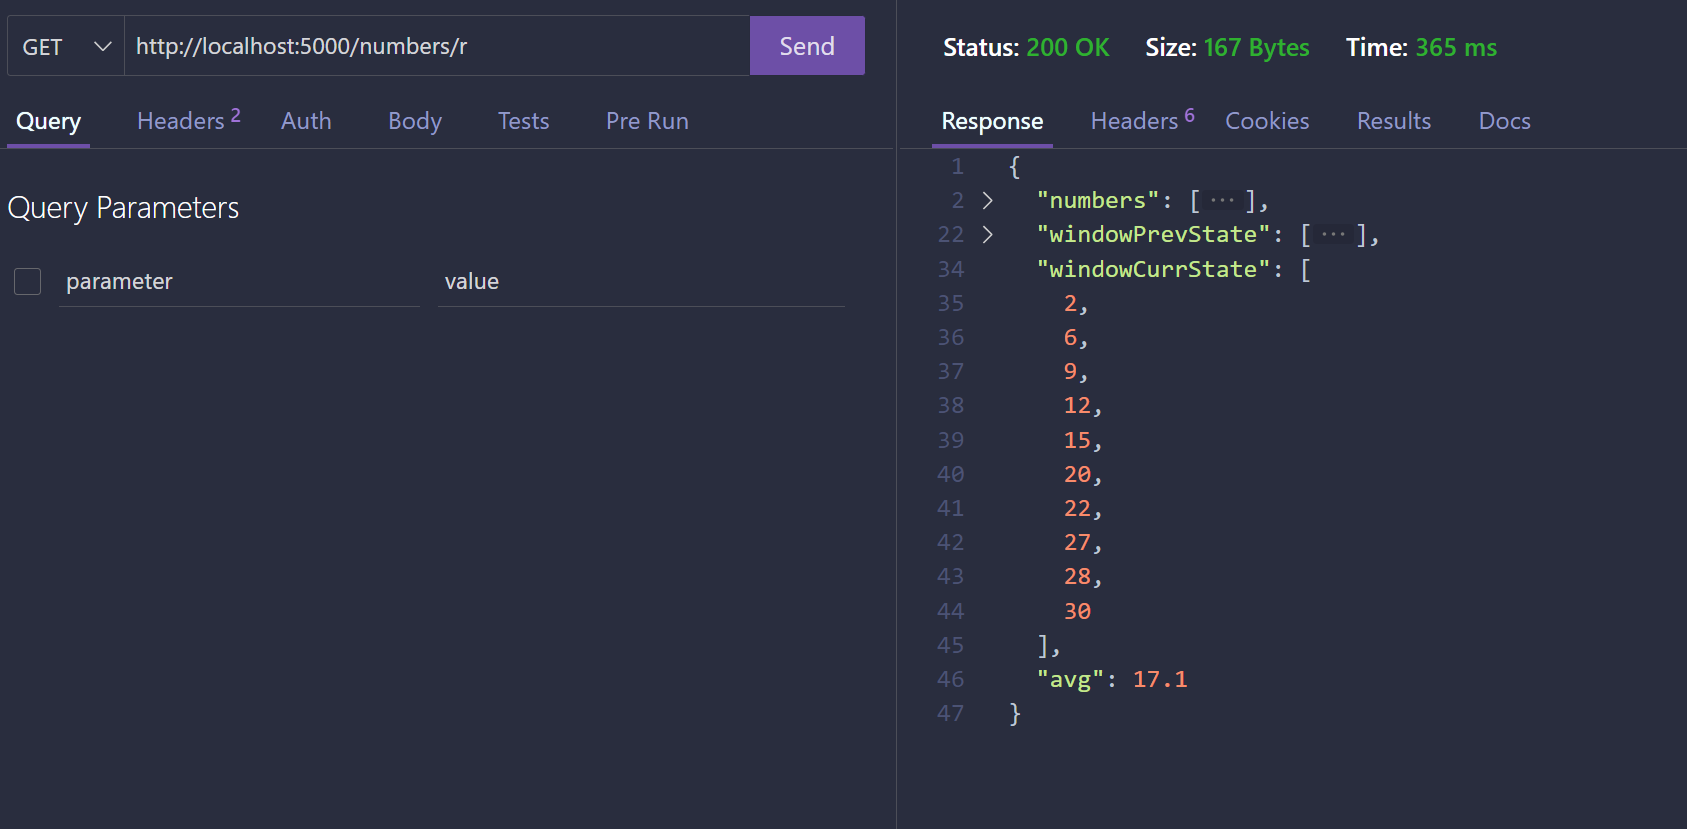 GET http://localhost:5000/numbers/r Send
Query Headers 2 Auth Body Tests Pre Run
Query Parameters
parameter value
Status: 200 OK Size: 167 Bytes Time: 365 ms
Response Headers 6 Cookies Results Docs
1 {
2 "numbers": [ ··· ],
22 "windowPrevState": [ ··· ],
34 "windowCurrState": [
35 2,
36 6,
37 9,
38 12,
39 15,
40 20,
41 22,
42 27,
43 28,
44 30
45 ],
46 "avg": 17.1
47 }